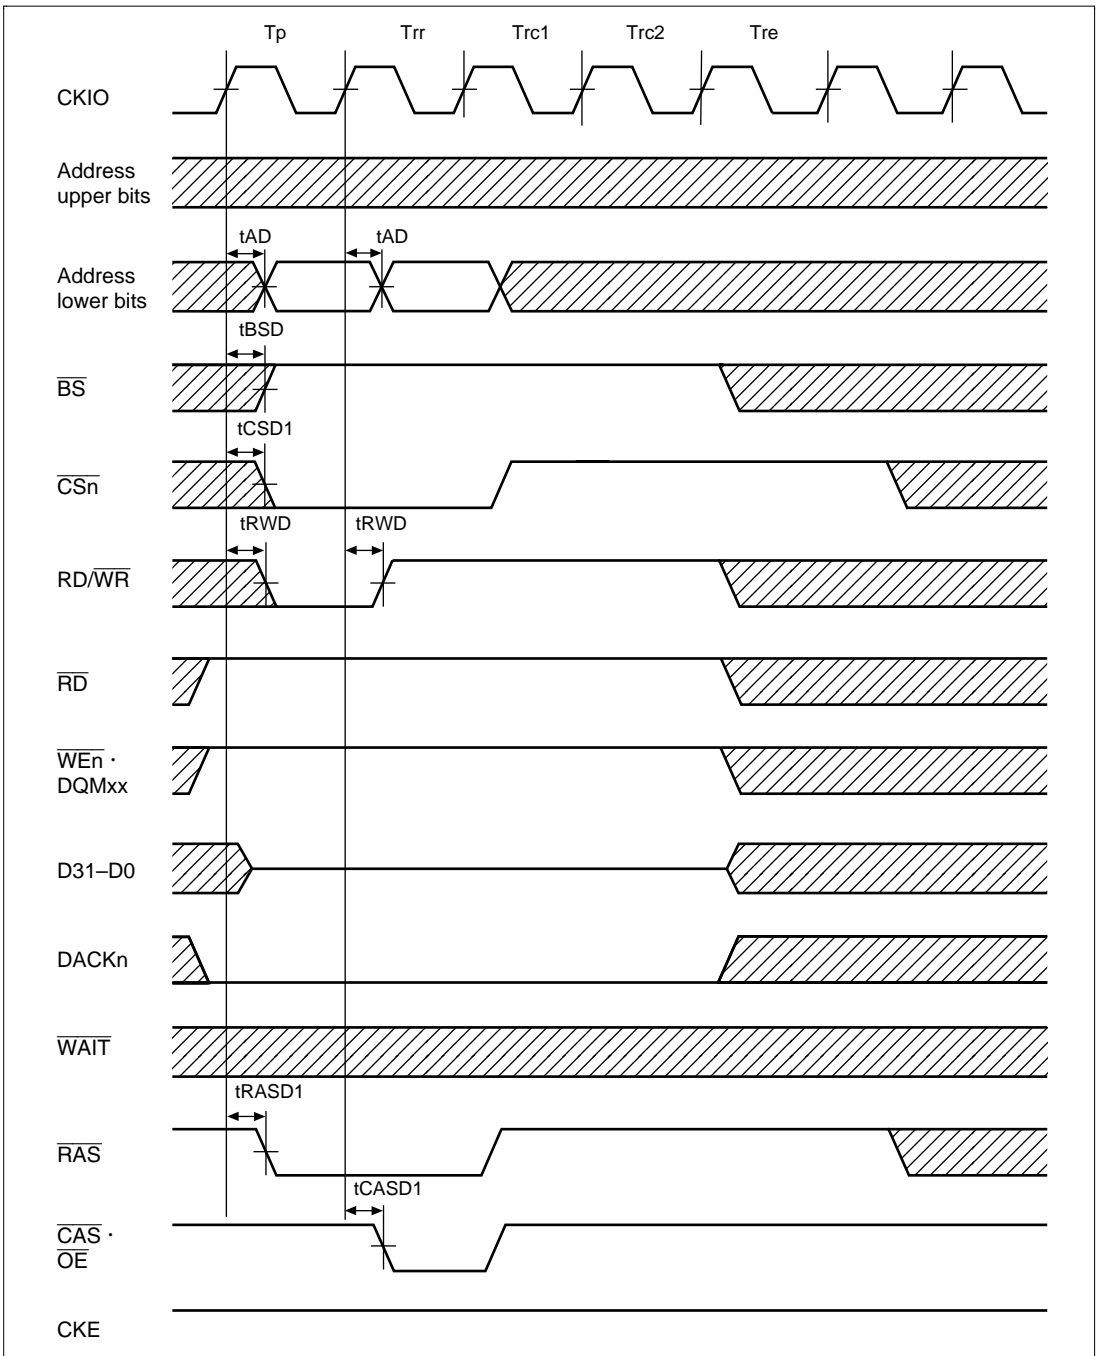 Tp Trr Trc1 Trc2 Tre
CKIO
Address
upper bits
tAD tAD
Address
lower bits
tBSD
BS
tCSD1
CSn
tRWD tRWD
RD/WR
RD
WEn ·
DQMxx
D31–D0
DACKn
WAIT
tRASD1
RAS
tCASD1
CAS ·
OE
CKE